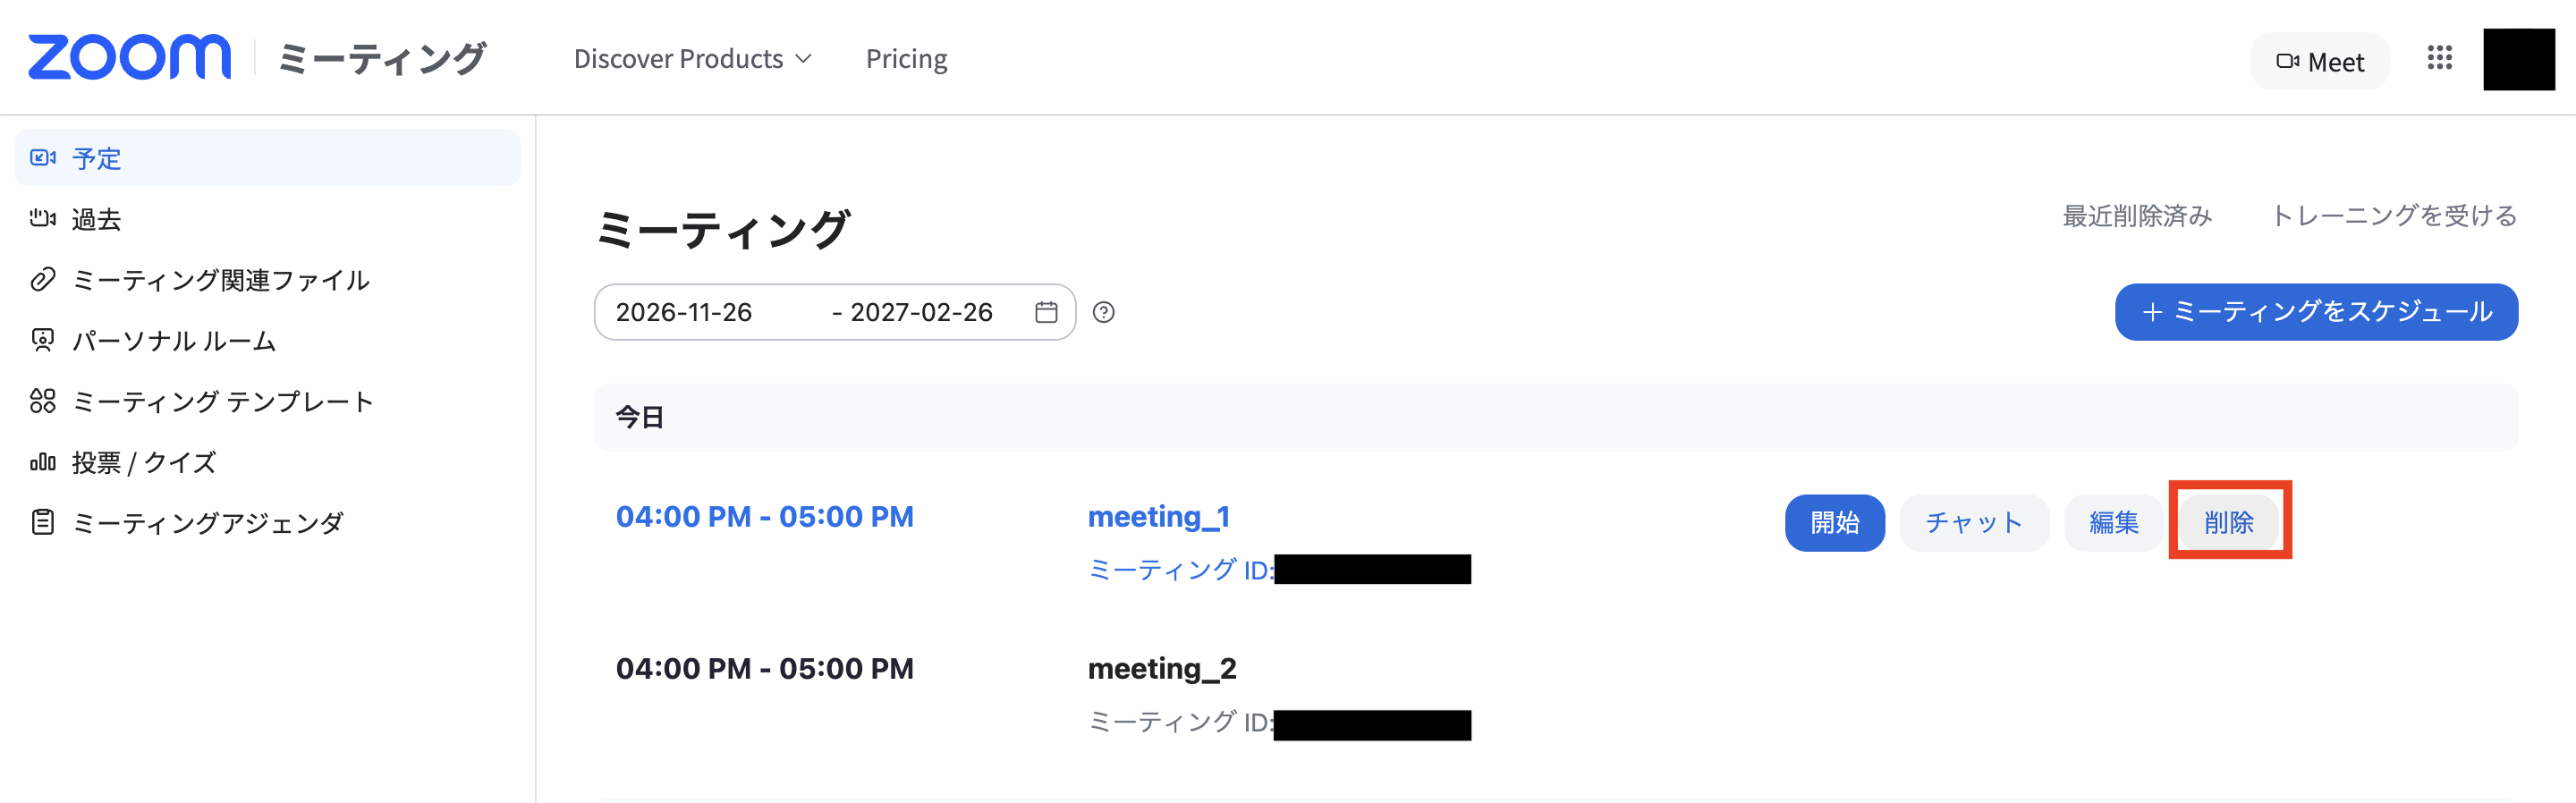 zoom ミーティング Discover Products Pricing Meet
予定
過去
ミーティング関連ファイル
パーソナル ルーム
ミーティング テンプレート
投票 / クイズ
ミーティングアジェンダ
ミーティング
最近削除済み トレーニングを受ける
2026-11-26 - 2027-02-26
+ ミーティングをスケジュール
今日
04:00 PM - 05:00 PM meeting_1 開始 チャット 編集 削除
ミーティング ID:
04:00 PM - 05:00 PM meeting_2
ミーティング ID: